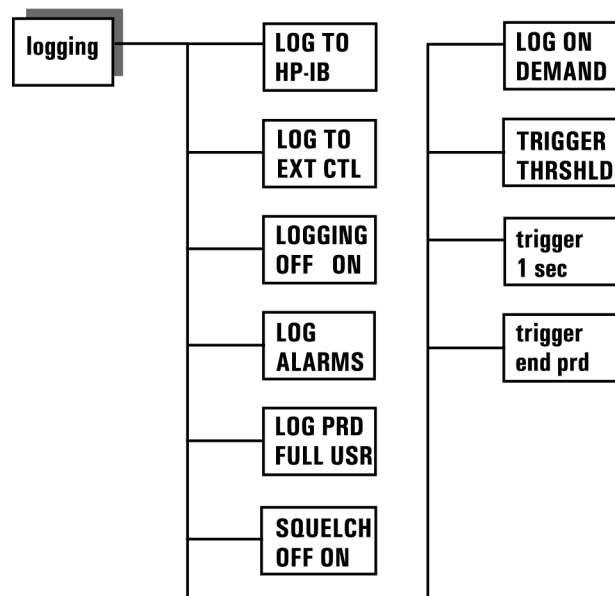 logging
LOG TO
HP-IB
LOG TO
EXT CTL
LOGGING
OFF ON
LOG
ALARMS
LOG PRD
FULL USR
SQUELCH
OFF ON
LOG ON
DEMAND
TRIGGER
THRSHLD
trigger
1 sec
trigger
end prd